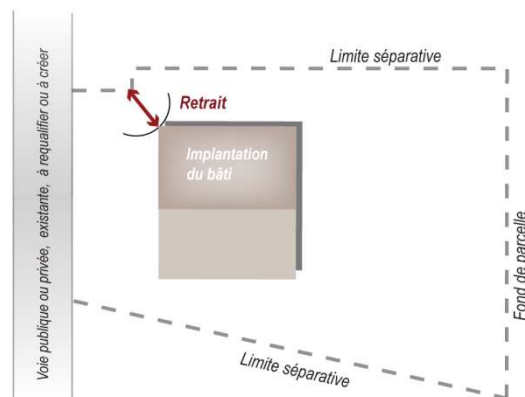 Limite séparative
Retrait
Implantation
du bâti
Voie publique ou privée, existante, à requalifier ou à créer
Fond de parcelle
Limite séparative